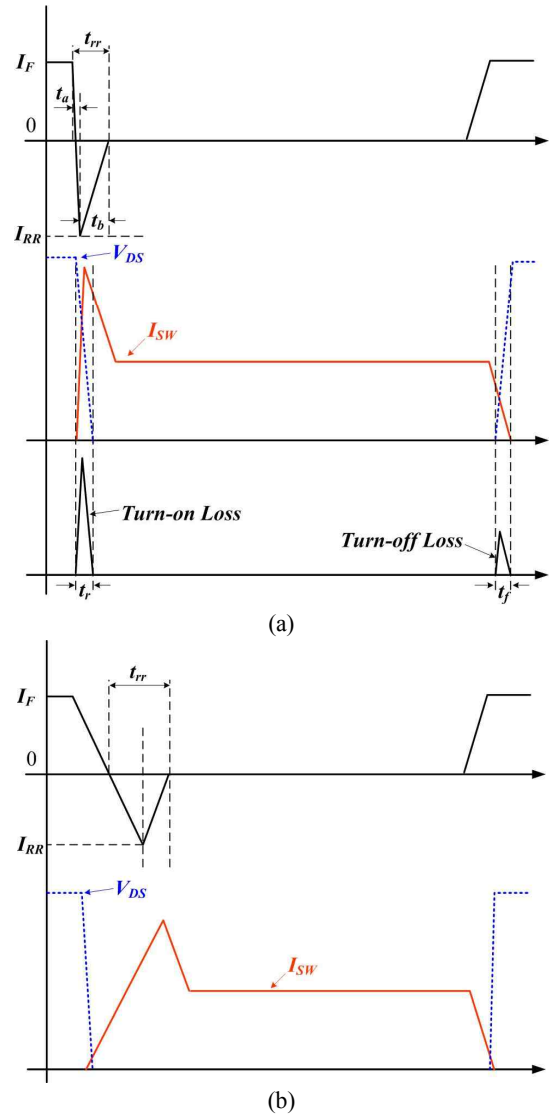 t_rr
I_F
t_a
0
t_b
I_RR
V_DS
I_SW
Turn-on Loss
Turn-off Loss
t_r
t_f
(a)
t_rr
I_F
0
I_RR
V_DS
I_SW
(b)